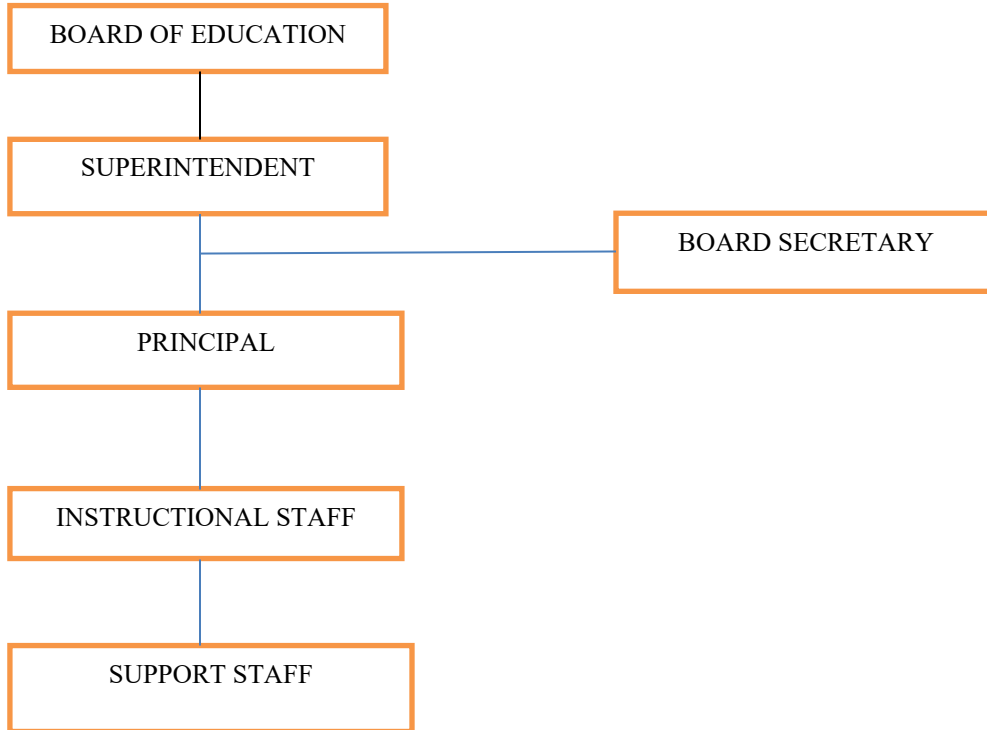 BOARD OF EDUCATION
SUPERINTENDENT
BOARD SECRETARY
PRINCIPAL
INSTRUCTIONAL STAFF
SUPPORT STAFF